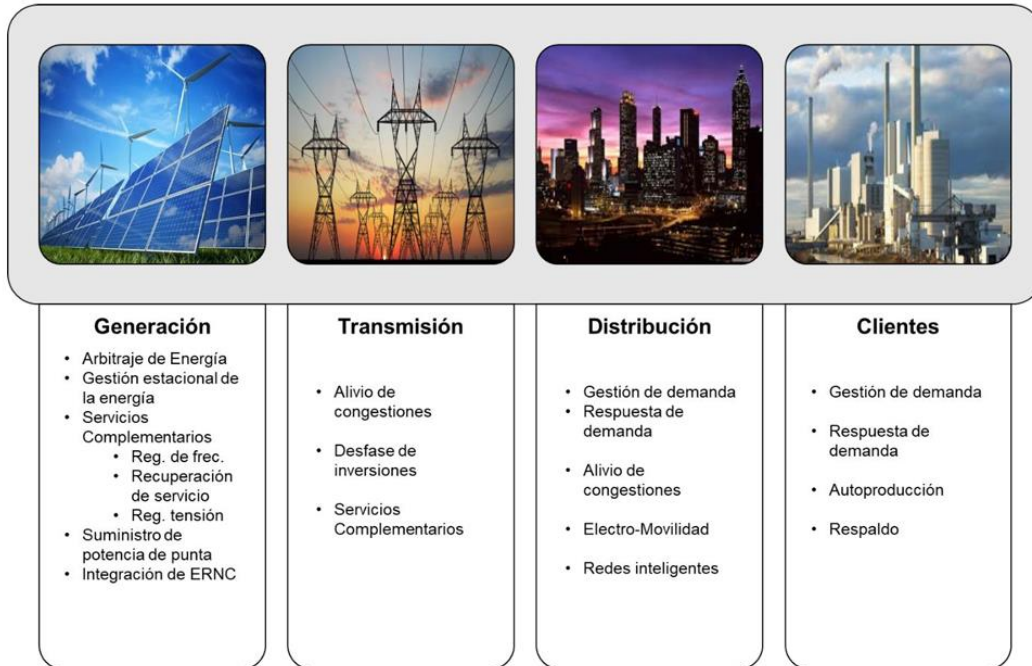 Generación
• Arbitraje de Energía
• Gestión estacional de
la energía
• Servicios
Complementarios
• Reg. de frec.
• Recuperación
de servicio
• Reg. tensión
• Suministro de
potencia de punta
• Integración de ERNC
Transmisión
• Alivio de
congestiones
• Desfase de
inversiones
• Servicios
Complementarios
Distribución
• Gestión de demanda
• Respuesta de
demanda
• Alivio de
congestiones
• Electro-Movilidad
• Redes inteligentes
Clientes
• Gestión de demanda
• Respuesta de
demanda
• Autoproducción
• Respaldo